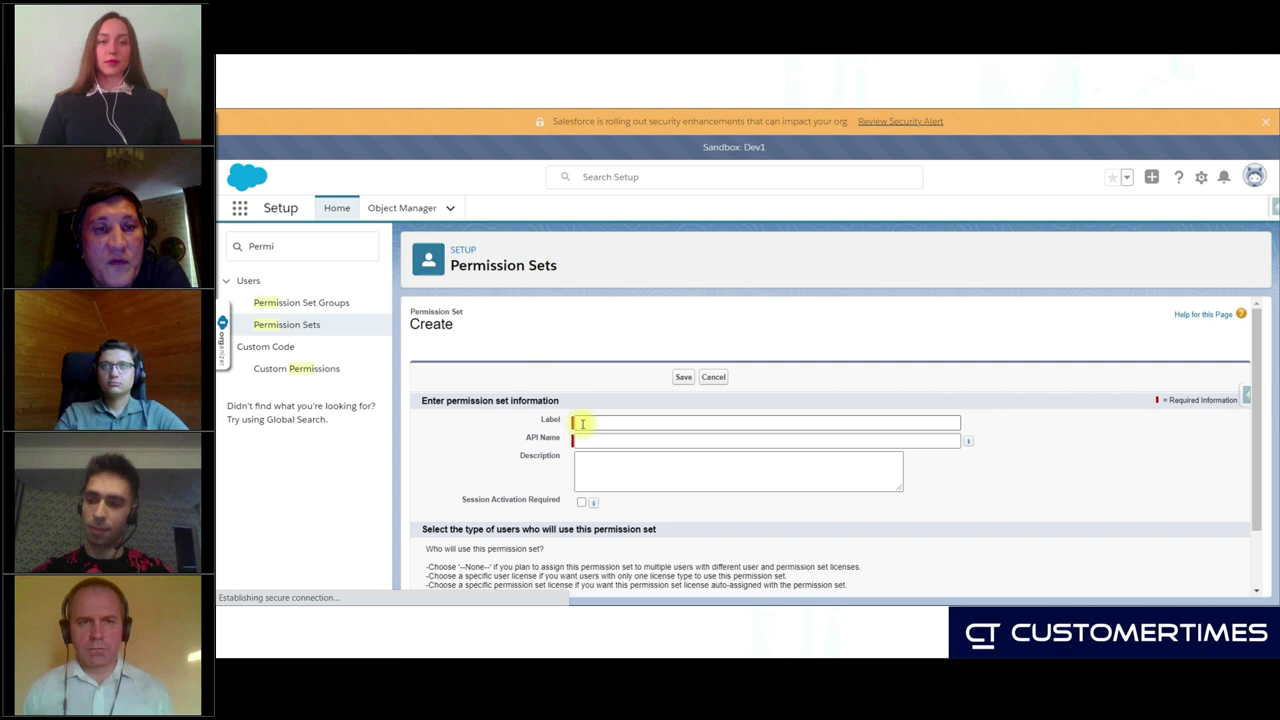 Salesforce is rolling out security enhancements that can impact your org. Review Security Alert
Sandbox: Dev1
Search Setup
Setup Home Object Manager
Permi
Users
Permission Set Groups
Permission Sets
Custom Code
Custom Permissions
Didn't find what you're looking for?
Try using Global Search.
organizer
SETUP
Permission Sets
Permission Set
Create
Help for this Page
Save Cancel
Enter permission set information
= Required Information
Label
API Name
Description
Session Activation Required
Select the type of users who will use this permission set
Who will use this permission set?
-Choose '--None--' if you plan to assign this permission set to multiple users with different user and permission set licenses.
-Choose a specific user license if you want users with only one license type to use this permission set.
-Choose a specific permission set license if you want this permission set license auto-assigned with the permission set.
Establishing secure connection...
CT CUSTOMERTIMES